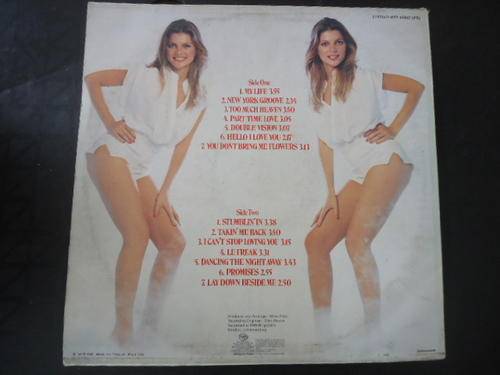 Side One
1. MY LIFE 3.55
2. NEW YORK GROOVE 2.54
3. TOO MUCH HEAVEN 3.50
4. PART TIME LOVE 3.05
5. DOUBLE VISION 3.07
6. HELLO I LOVE YOU 2.17
7. YOU DON'T BRING ME FLOWERS 3.13
Side Two
1. STUMBLIN' IN 3.38
2. TAKIN' ME BACK 3.50
3. I CAN'T STOP LOVING YOU 3.15
4. LE FREAK 3.31
5. DANCING THE NIGHT AWAY 3.43
6. PROMISES 2.55
7. LAY DOWN BESIDE ME 2.50